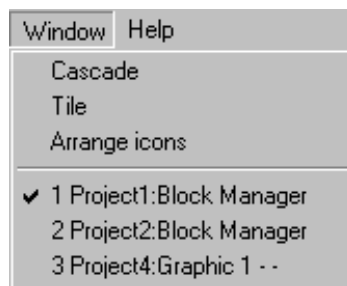 Window Help
Cascade
Tile
Arrange icons
✔ 1 Project1:Block Manager
2 Project2:Block Manager
3 Project4:Graphic 1 - -